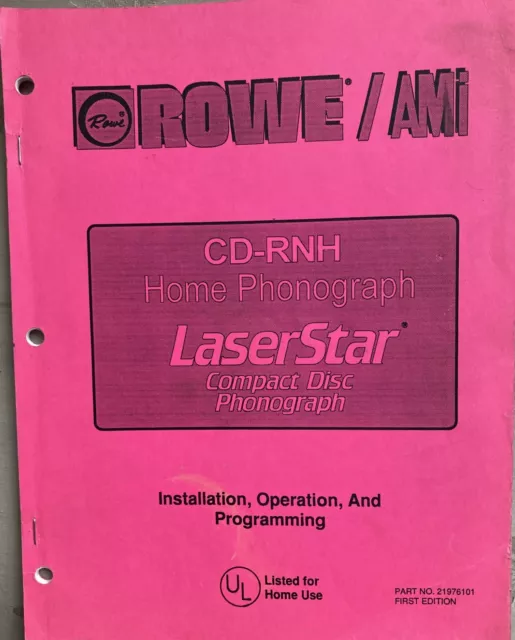 Rowe ®
ROWE® / AMi
CD-RNH
Home Phonograph
LaserStar®
Compact Disc
Phonograph
Installation, Operation, And
Programming
UL
Listed for
Home Use
PART NO. 21976101
FIRST EDITION